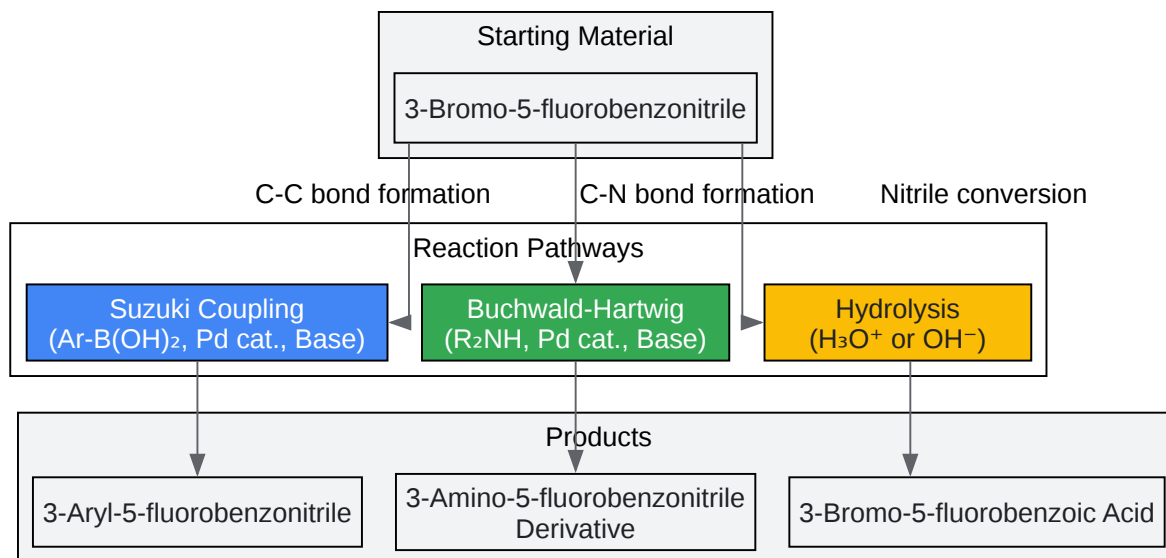 Starting Material
3-Bromo-5-fluorobenzonitrile
C-C bond formation
C-N bond formation
Nitrile conversion
Reaction Pathways
Suzuki Coupling
(Ar-B(OH)₂, Pd cat., Base)
Buchwald-Hartwig
(R₂NH, Pd cat., Base)
Hydrolysis
(H₃O⁺ or OH⁻)
Products
3-Aryl-5-fluorobenzonitrile
3-Amino-5-fluorobenzonitrile
Derivative
3-Bromo-5-fluorobenzoic Acid